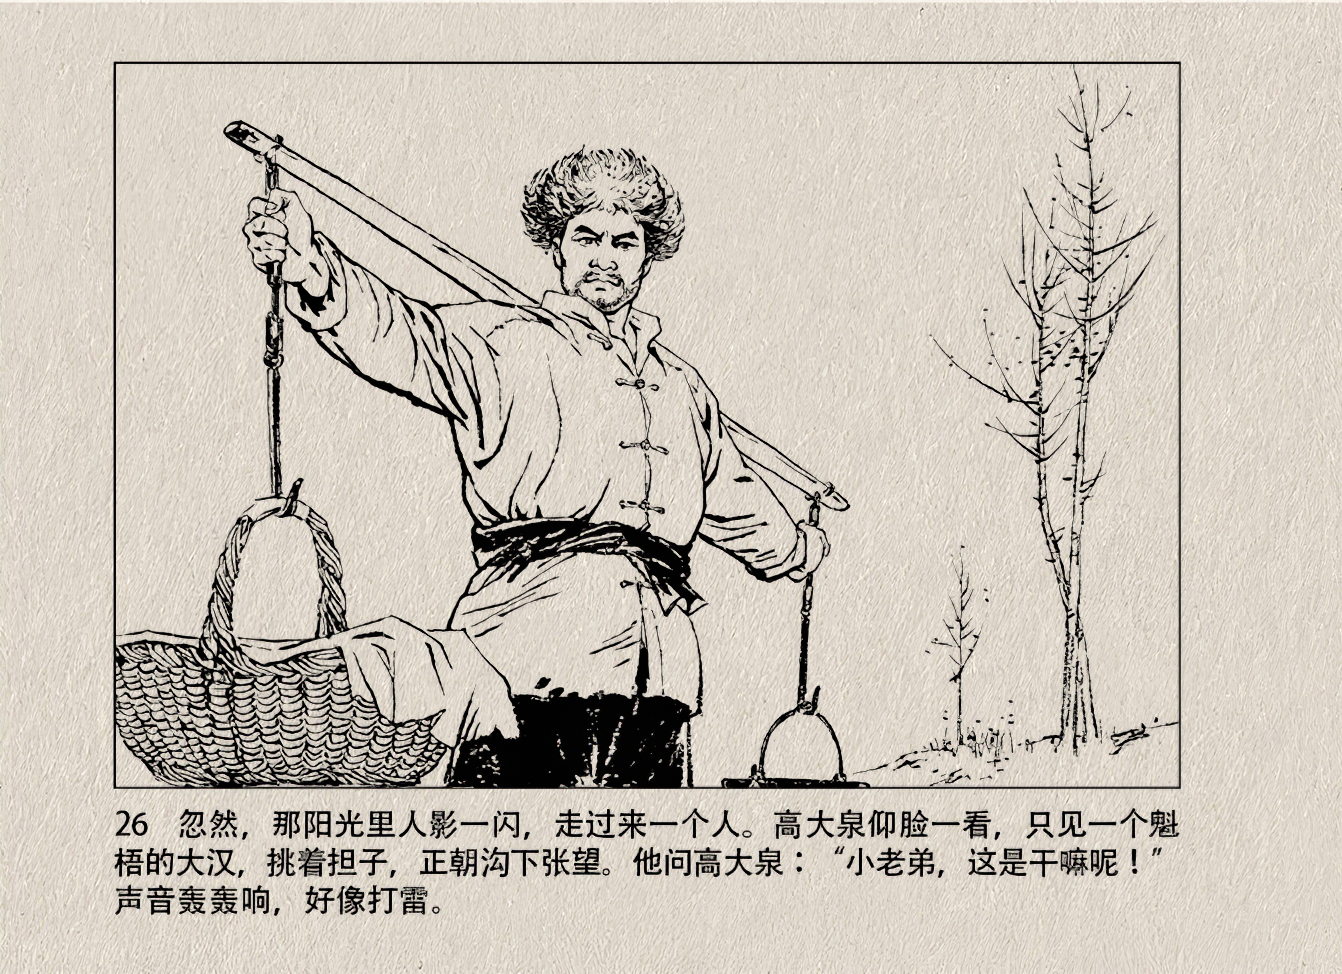 26 忽然，那阳光里人影一闪，走过来一个人。高大泉仰脸一看，只见一个魁
梧的大汉，挑着担子，正朝沟下张望。他问高大泉：“小老弟，这是干嘛呢！”
声音轰轰响，好像打雷。